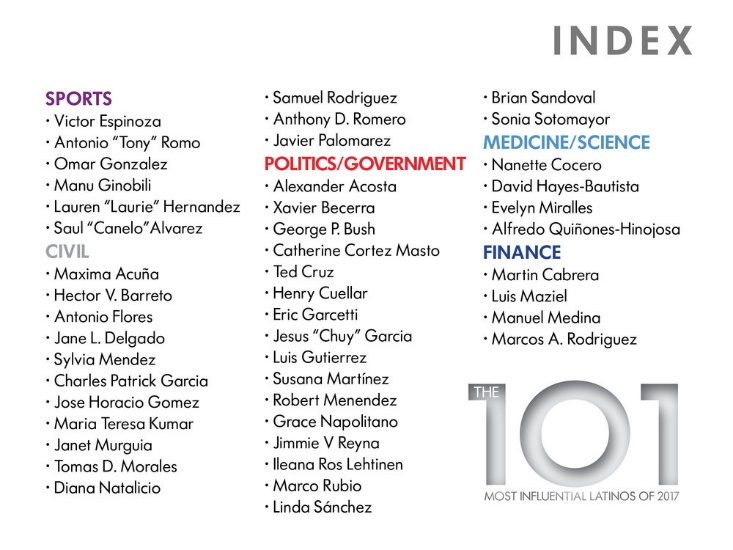 INDEX
SPORTS
· Victor Espinoza
· Antonio “Tony” Romo
· Omar Gonzalez
· Manu Ginobili
· Lauren “Laurie” Hernandez
· Saul “Canelo”Alvarez
CIVIL
· Maxima Acuña
· Hector V. Barreto
· Antonio Flores
· Jane L. Delgado
· Sylvia Mendez
· Charles Patrick Garcia
· Jose Horacio Gomez
· Maria Teresa Kumar
· Janet Murguia
· Tomas D. Morales
· Diana Natalicio
· Samuel Rodriguez
· Anthony D. Romero
· Javier Palomarez
POLITICS/GOVERNMENT
· Alexander Acosta
· Xavier Becerra
· George P. Bush
· Catherine Cortez Masto
· Ted Cruz
· Henry Cuellar
· Eric Garcetti
· Jesus “Chuy” Garcia
· Luis Gutierrez
· Susana Martínez
· Robert Menendez
· Grace Napolitano
· Jimmie V Reyna
· Ileana Ros Lehtinen
· Marco Rubio
· Linda Sánchez
· Brian Sandoval
· Sonia Sotomayor
MEDICINE/SCIENCE
· Nanette Cocero
· David Hayes-Bautista
· Evelyn Miralles
· Alfredo Quiñones-Hinojosa
FINANCE
· Martin Cabrera
· Luis Maziel
· Manuel Medina
· Marcos A. Rodriguez
THE
101
MOST INFLUENTIAL LATINOS OF 2017